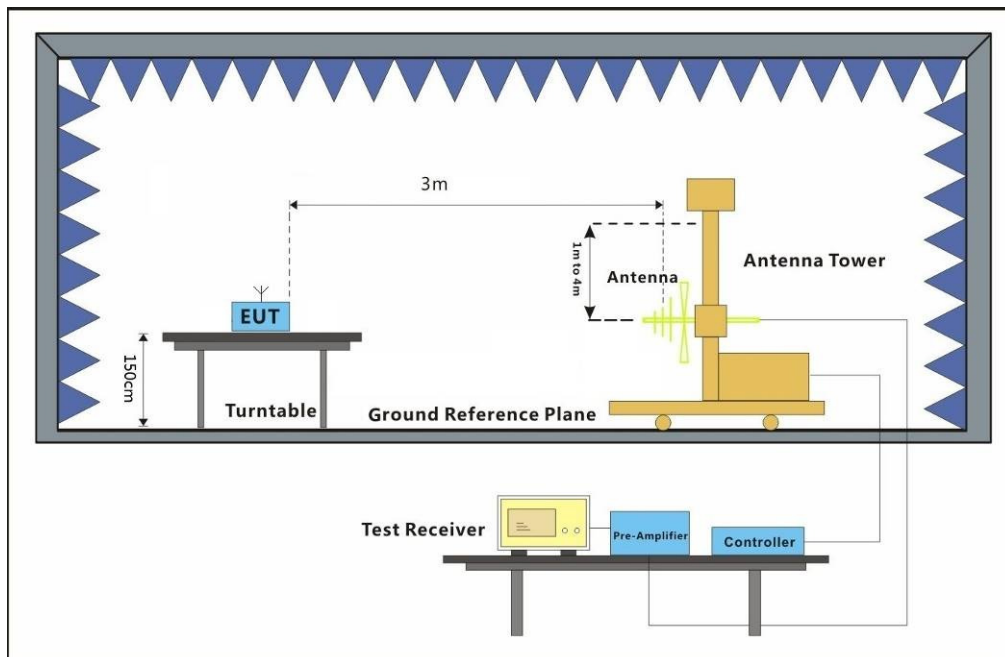 3m
1m to 4m
Antenna
Antenna Tower
EUT
150cm
Turntable
Ground Reference Plane
Test Receiver
Pre-Amplifier
Controller